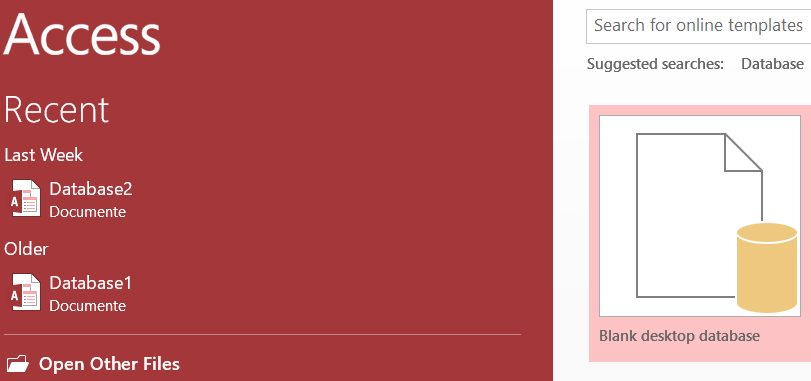 Access
Recent
Last Week
Database2
Documente
Older
Database1
Documente
Open Other Files
Search for online templates
Suggested searches: Database
Blank desktop database